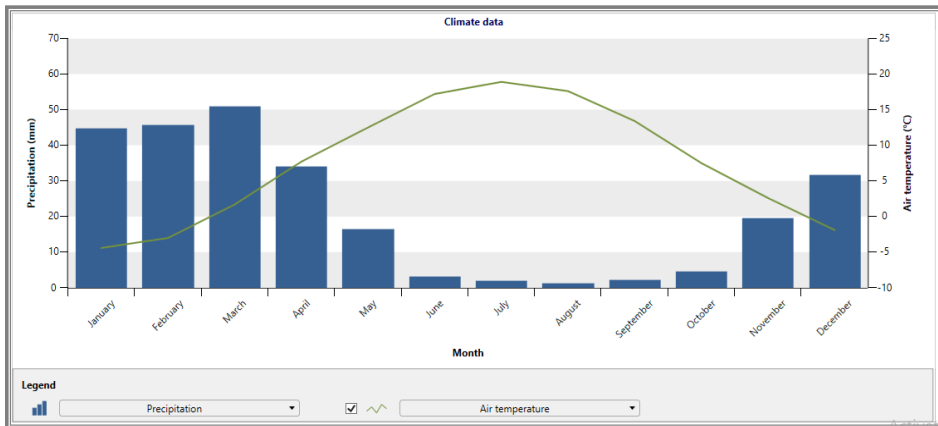 Climate data
70
60
50
40
30
20
10
0
Precipitation (mm)
25
20
15
10
5
0
-5
-10
Air temperature (°C)
January
February
March
April
May
June
July
August
September
October
November
December
Month
Legend
Precipitation
Air temperature